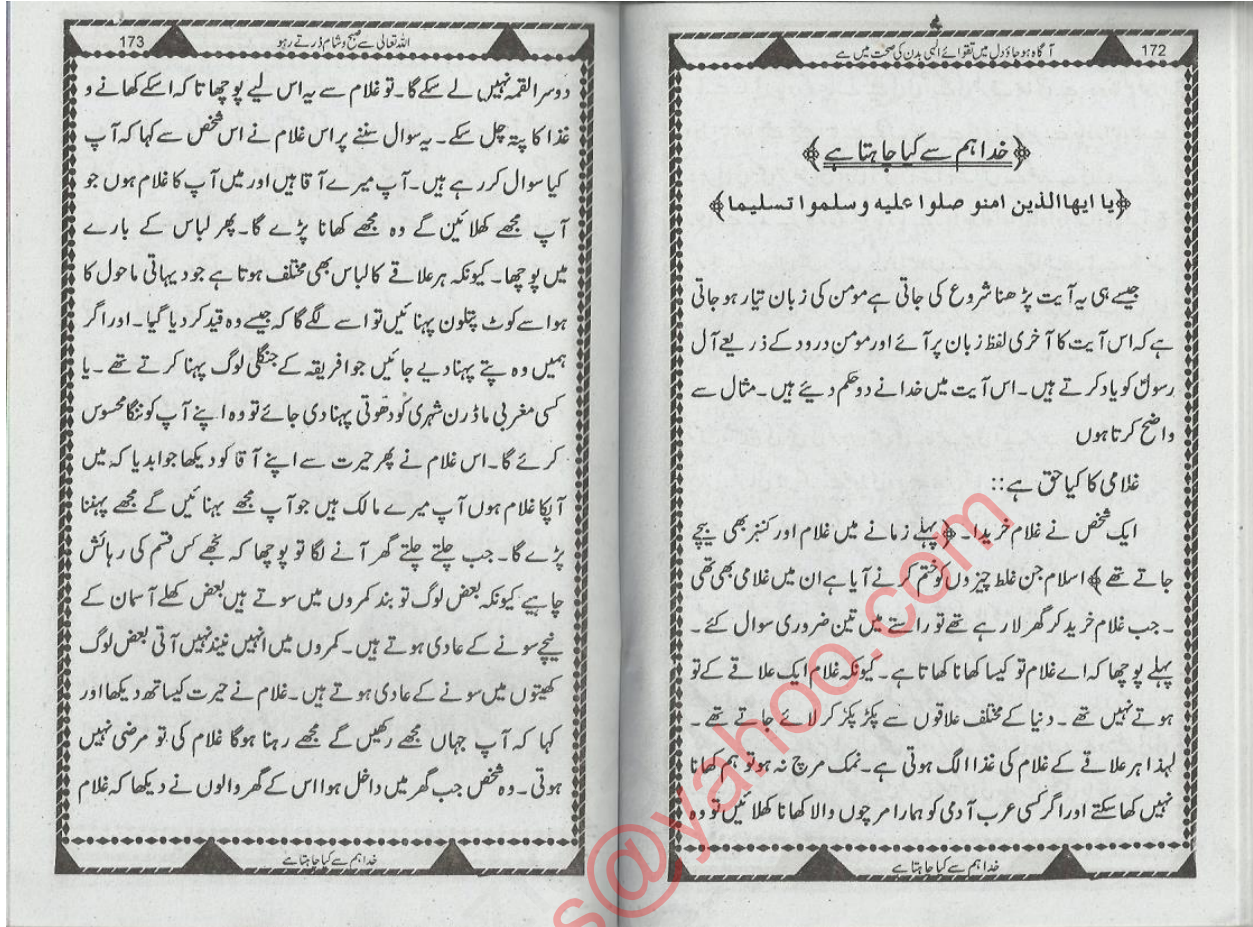 172
آگاہ ہو جاؤ دل میں تقوائے الٰہی بدن کی صحت میں ہے
﴿خدا ہم سے کیا چاہتا ہے﴾
﴿یا ایھا الذین امنو صلوا علیه وسلموا تسلیما﴾
جیسے ہی یہ آیت پڑھنا شروع کی جاتی ہے مومن کی زبان تیار ہو جاتی
ہے کہ اس آیت کا آخری لفظ زبان پر آئے اور مومن درود کے ذریعے آل
رسولؐ کو یاد کرتے ہیں۔ اس آیت میں خدا نے دو حکم دیئے ہیں۔ مثال سے
واضح کرتا ہوں
غلامی کا کیا حق ہے::
ایک شخص نے غلام خریدا۔ ﴿پہلے زمانے میں غلام اور کنیز بھی بیچے
جاتے تھے﴾ اسلام جن غلط چیزوں کو ختم کرنے آیا ہے ان میں غلامی بھی تھی
۔ جب غلام خرید کر گھر لا رہے تھے تو راستے میں تین ضروری سوال کئے۔
پہلے پوچھا کہ اے غلام تو کیسا کھانا کھاتا ہے۔ کیونکہ غلام ایک علاقے کے تو
ہوتے نہیں تھے۔ دنیا کے مختلف علاقوں سے پکڑ پکڑ کر لائے جاتے تھے۔
لہذا ہر علاقے کے غلام کی غذا الگ ہوتی ہے۔ نمک مرچ نہ ہو تو ہم کھانا
نہیں کھا سکتے اور اگر کسی عرب آدمی کو ہمارا مرچوں والا کھانا کھلائیں تو وہ
خدا ہم سے کیا چاہتا ہے
s@yahoo.com
173
اللہ تعالی سے صبح و شام ڈرتے رہو
دوسرا لقمہ نہیں لے سکے گا۔ تو غلام سے یہ اس لیے پوچھا تا کہ اسکے کھانے و
غذا کا پتہ چل سکے۔ یہ سوال سننے پر اس غلام نے اس شخص سے کہا کہ آپ
کیا سوال کر رہے ہیں۔ آپ میرے آقا ہیں اور میں آپ کا غلام ہوں جو
آپ مجھے کھلائین گے وہ مجھے کھانا پڑے گا۔ پھر لباس کے بارے
میں پوچھا۔ کیونکہ ہر علاقے کا لباس بھی مختلف ہوتا ہے جو دیہاتی ماحول کا
ہوا سے کوٹ پتلون پہنائیں تو اسے لگے گا کہ جیسے وہ قید کر دیا گیا۔ اور اگر
ہمیں وہ پتے پہنا دیے جائیں جو افریقہ کے جنگلی لوگ پہنا کرتے تھے۔ یا
کسی مغربی ماڈرن شہری کو دھوتی پہنا دی جائے تو وہ اپنے آپ کو ننگا محسوس
کرئے گا۔ اس غلام نے پھر حیرت سے اپنے آقا کو دیکھا جوابدیا کہ میں
آپکا غلام ہوں آپ میرے مالک ہیں جو آپ مجھے پہنائیں گے مجھے پہننا
پڑے گا۔ جب چلتے چلتے گھر آنے لگا تو پوچھا کہ تجھے کس قسم کی رہائش
چاہیے کیونکہ بعض لوگ تو بند کمروں میں سوتے ہیں بعض کھلے آسمان کے
نیچے سونے کے عادی ہوتے ہیں۔ کمروں میں انہیں نیند نہیں آتی بعض لوگ
کھیتوں میں سونے کے عادی ہوتے ہیں۔ غلام نے حیرت کیساتھ دیکھا اور
کہا کہ آپ جہاں مجھے رکھیں گے مجھے رہنا ہوگا غلام کی تو مرضی نہیں
ہوتی۔ وہ شخص جب گھر میں داخل ہوا اس کے گھر والوں نے دیکھا کہ غلام
خدا ہم سے کیا چاہتا ہے